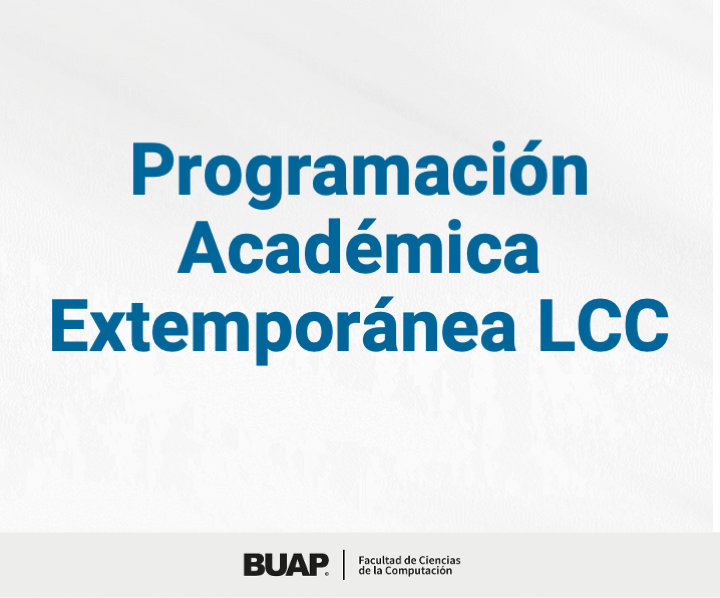 Programación
Académica
Extemporánea LCC
BUAP
Facultad de Ciencias
de la Computación